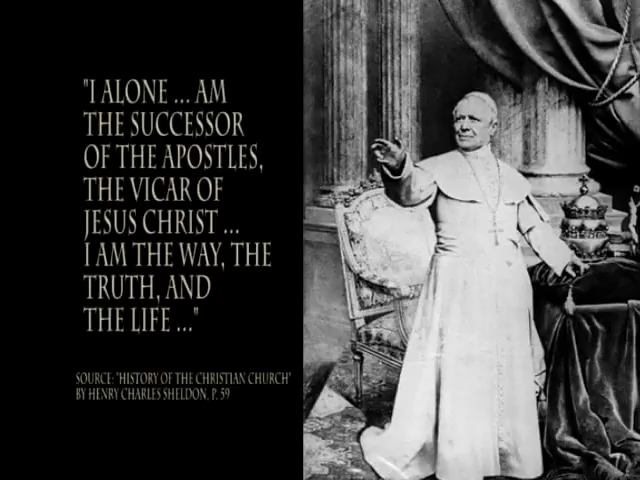 "I ALONE ... AM
THE SUCCESSOR
OF THE APOSTLES,
THE VICAR OF
JESUS CHRIST ...
I AM THE WAY, THE
TRUTH, AND
THE LIFE ..."
SOURCE: "HISTORY OF THE CHRISTIAN CHURCH"
BY HENRY CHARLES SHELDON, P. 59